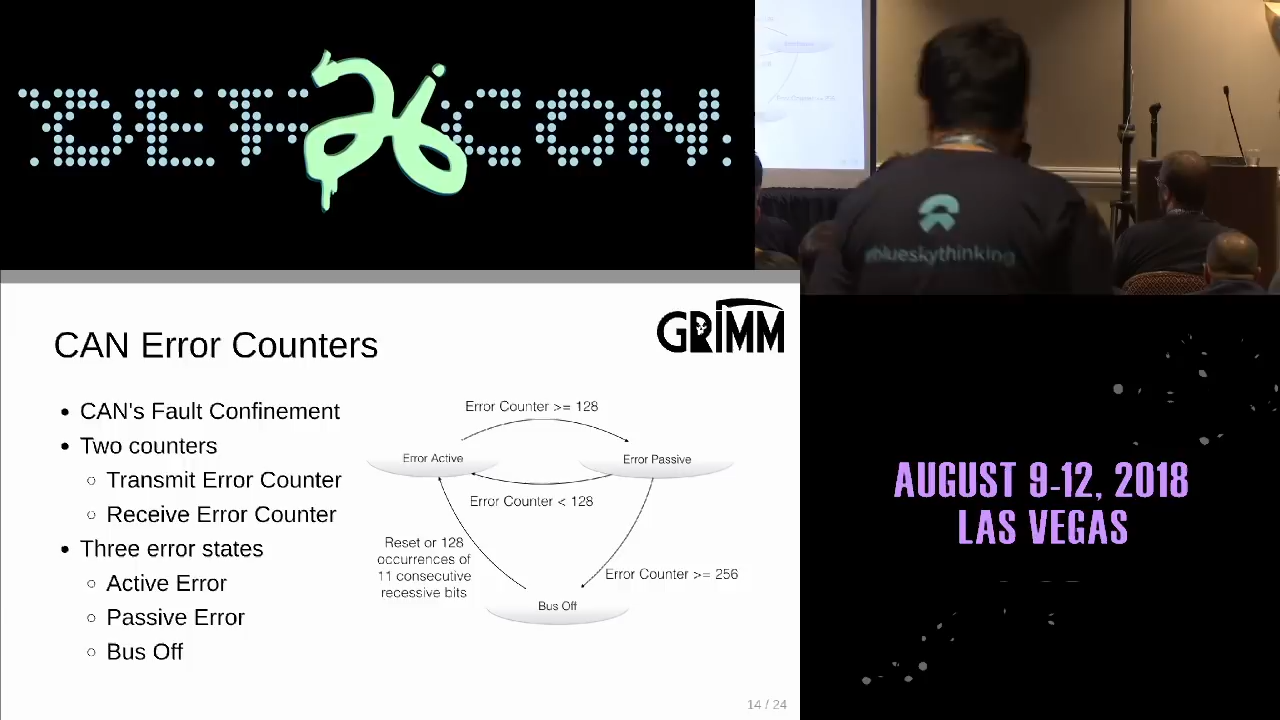 DEF 26 CON
#blueskythinking
GRIMM
CAN Error Counters
CAN's Fault Confinement
Two counters
Transmit Error Counter
Receive Error Counter
Three error states
Active Error
Passive Error
Bus Off
Error Counter >= 128
Error Active
Error Passive
Error Counter < 128
Reset or 128
occurrences of
11 consecutive
recessive bits
Error Counter >= 256
Bus Off
14 / 24
AUGUST 9-12, 2018
LAS VEGAS